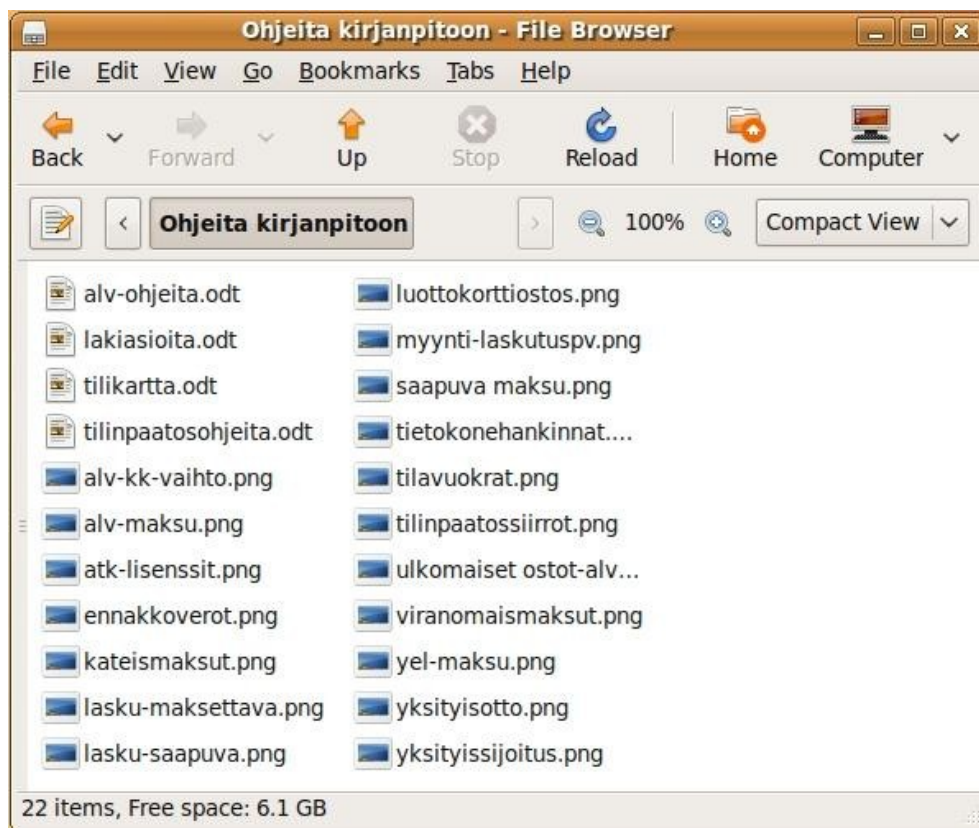 Ohjeita kirjanpitoon - File Browser
File Edit View Go Bookmarks Tabs Help
Back Forward Up Stop Reload Home Computer
Ohjeita kirjanpitoon 100% Compact View
alv-ohjeita.odt
lakiasioita.odt
tilikartta.odt
tilinpaatosohjeita.odt
alv-kk-vaihto.png
alv-maksu.png
atk-lisenssit.png
ennakkoverot.png
kateismaksut.png
lasku-maksettava.png
lasku-saapuva.png
luottokorttiostos.png
myynti-laskutuspv.png
saapuva maksu.png
tietokonehankinnat....
tilavuokrat.png
tilinpaatossiirrot.png
ulkomaiset ostot-alv...
viranomaismaksut.png
yel-maksu.png
yksityisotto.png
yksityissijoitus.png
22 items, Free space: 6.1 GB